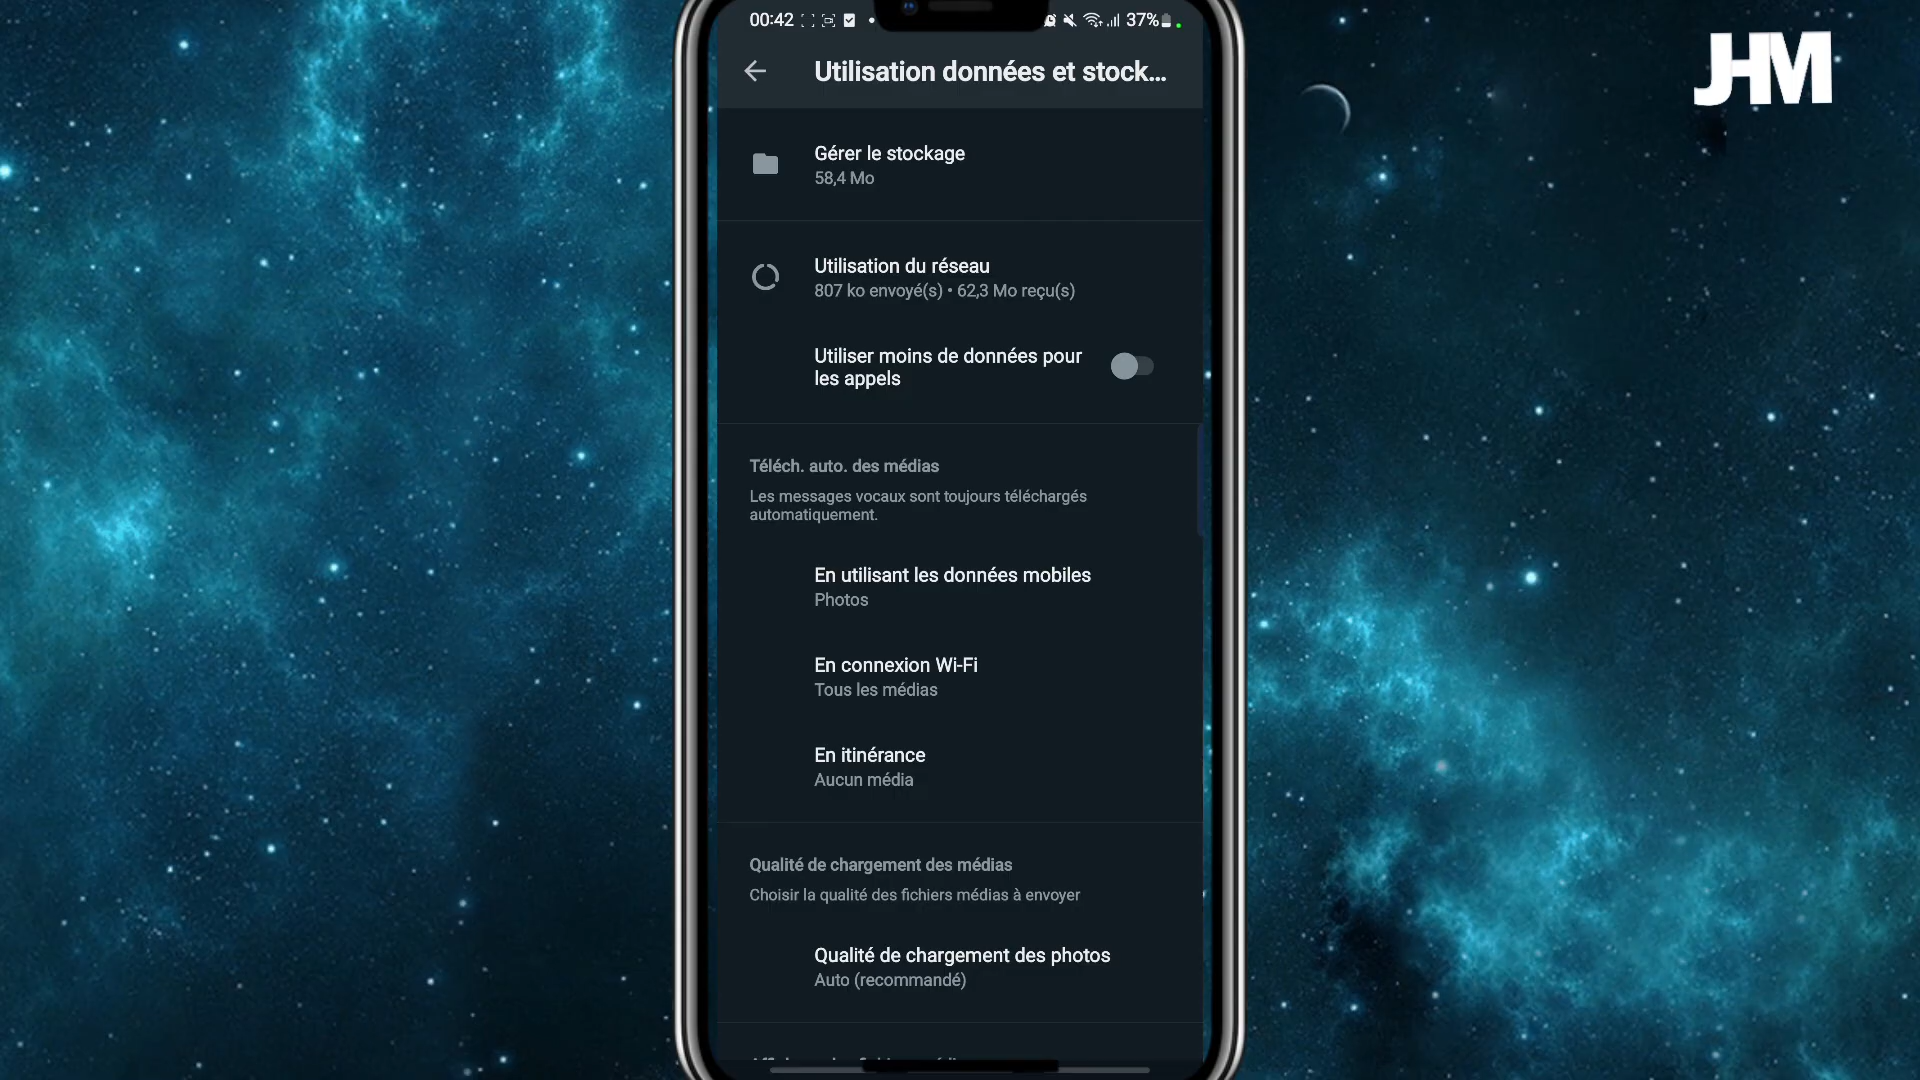 00:42
37%
JHM
Utilisation données et stock...
Gérer le stockage
58,4 Mo
Utilisation du réseau
807 ko envoyé(s) • 62,3 Mo reçu(s)
Utiliser moins de données pour
les appels
Téléch. auto. des médias
Les messages vocaux sont toujours téléchargés
automatiquement.
En utilisant les données mobiles
Photos
En connexion Wi-Fi
Tous les médias
En itinérance
Aucun média
Qualité de chargement des médias
Choisir la qualité des fichiers médias à envoyer
Qualité de chargement des photos
Auto (recommandé)